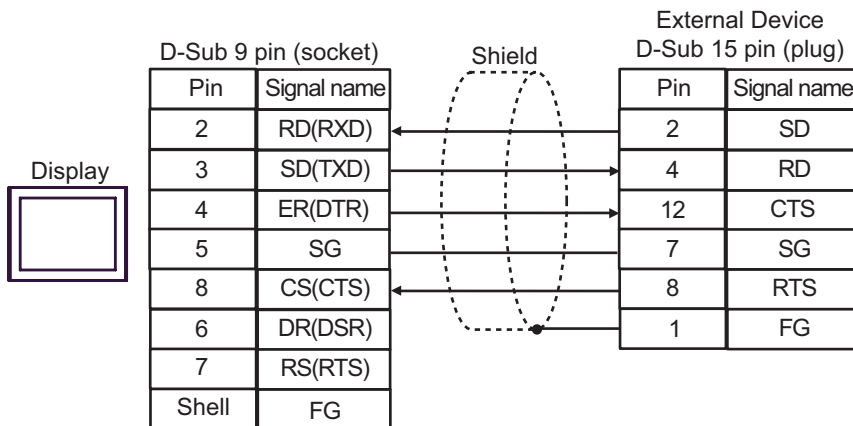 External Device
D-Sub 9 pin (socket) Shield D-Sub 15 pin (plug)
Pin Signal name Pin Signal name
2 RD(RXD) 2 SD
Display 3 SD(TXD) 4 RD
4 ER(DTR) 12 CTS
5 SG 7 SG
8 CS(CTS) 8 RTS
6 DR(DSR) 1 FG
7 RS(RTS)
Shell FG